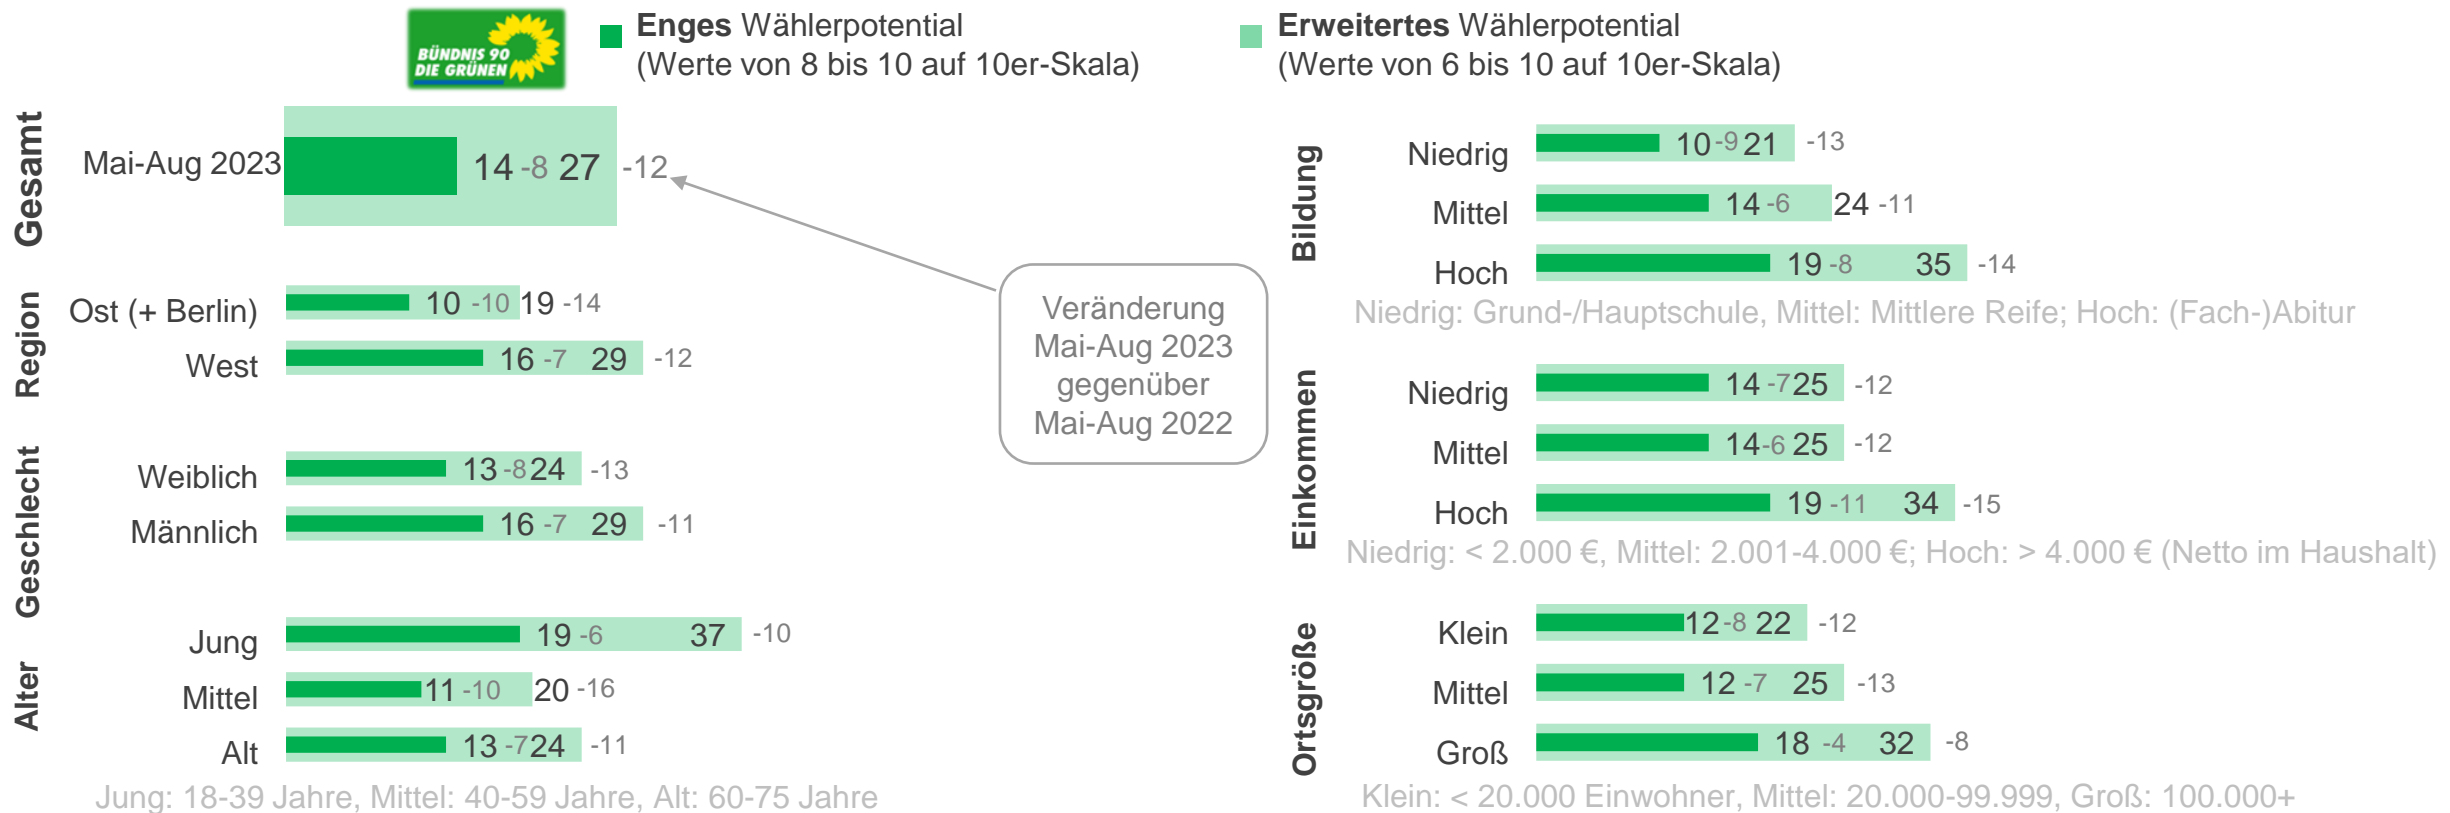 BÜNDNIS 90
DIE GRÜNEN
Enges Wählerpotential
(Werte von 8 bis 10 auf 10er-Skala)
Erweitertes Wählerpotential
(Werte von 6 bis 10 auf 10er-Skala)
Gesamt
Mai-Aug 2023 14 -8 27 -12
Region
Ost (+ Berlin) 10 -10 19 -14
West 16 -7 29 -12
Geschlecht
Weiblich 13 -8 24 -13
Männlich 16 -7 29 -11
Alter
Jung 19 -6 37 -10
Mittel 11 -10 20 -16
Alt 13 -7 24 -11
Jung: 18-39 Jahre, Mittel: 40-59 Jahre, Alt: 60-75 Jahre
Veränderung
Mai-Aug 2023
gegenüber
Mai-Aug 2022
Bildung
Niedrig 10 -9 21 -13
Mittel 14 -6 24 -11
Hoch 19 -8 35 -14
Niedrig: Grund-/Hauptschule, Mittel: Mittlere Reife; Hoch: (Fach-)Abitur
Einkommen
Niedrig 14 -7 25 -12
Mittel 14 -6 25 -12
Hoch 19 -11 34 -15
Niedrig: < 2.000 €, Mittel: 2.001-4.000 €; Hoch: > 4.000 € (Netto im Haushalt)
Ortsgröße
Klein 12 -8 22 -12
Mittel 12 -7 25 -13
Groß 18 -4 32 -8
Klein: < 20.000 Einwohner, Mittel: 20.000-99.999, Groß: 100.000+